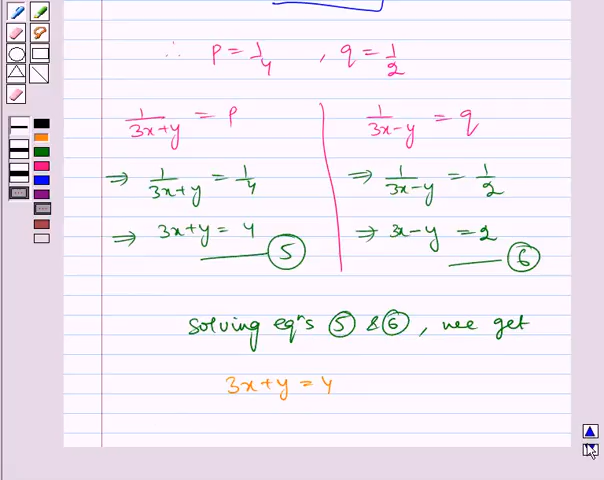 ∴ p = 1/4 , q = 1/2
1/(3x+y) = p
⇒ 1/(3x+y) = 1/4
⇒ 3x+y = 4 ——— ⑤
1/(3x-y) = q
⇒ 1/(3x-y) = 1/2
⇒ 3x-y = 2 ——— ⑥
Solving eqⁿs ⑤ & ⑥, we get
3x+y = 4